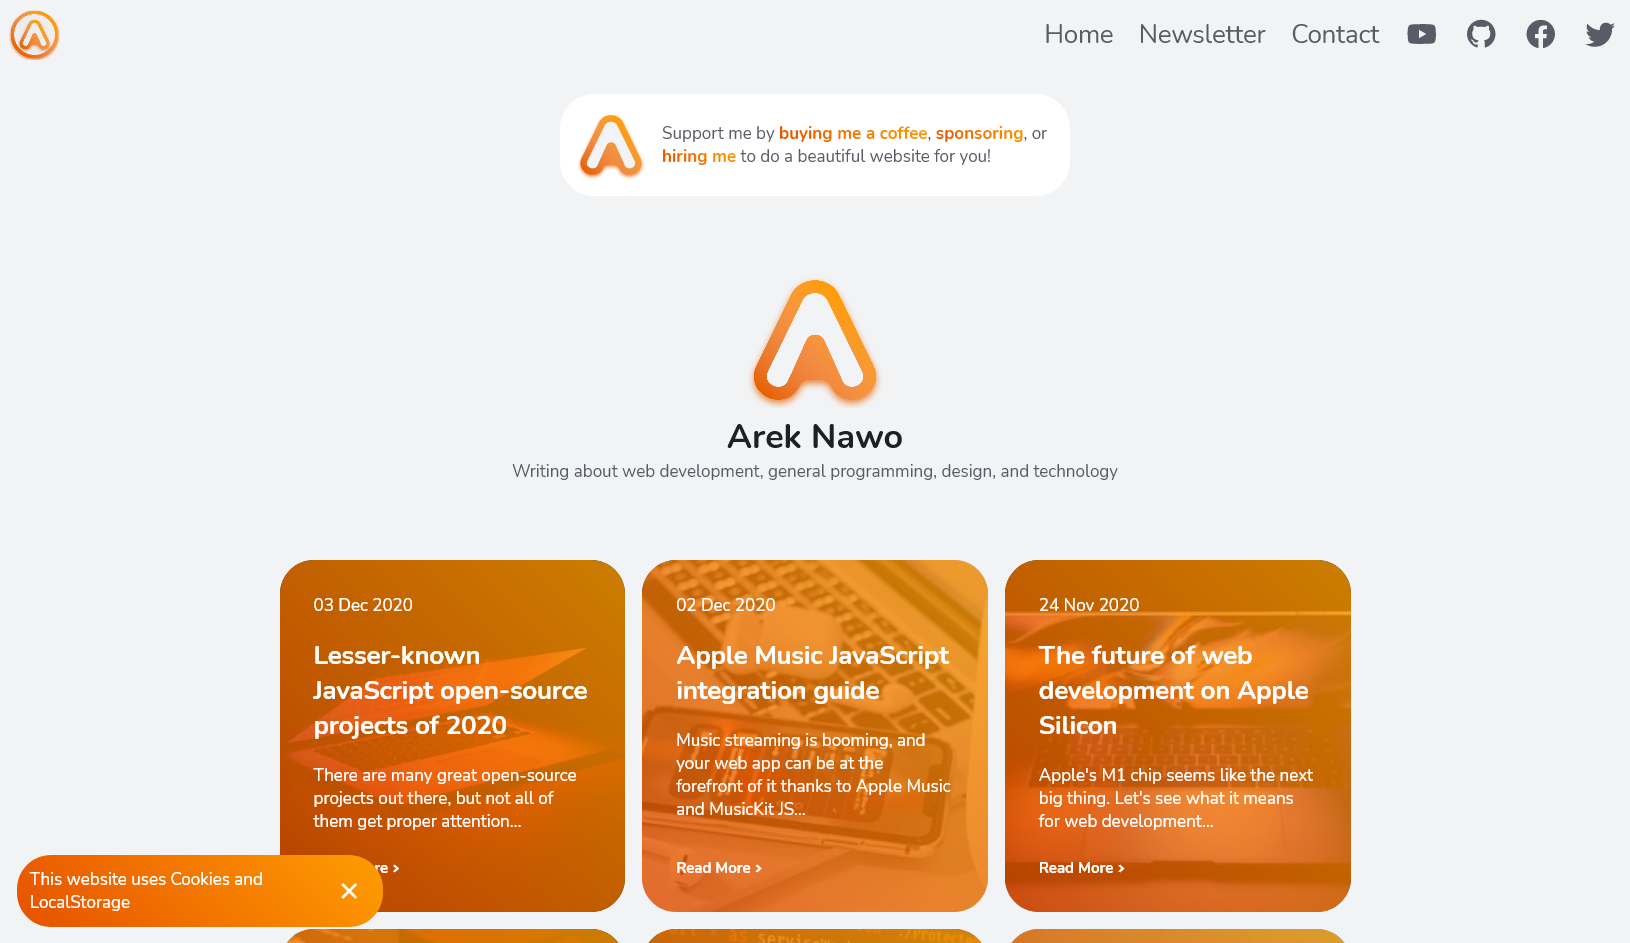 Home Newsletter Contact
Support me by buying me a coffee, sponsoring, or
hiring me to do a beautiful website for you!
Arek Nawo
Writing about web development, general programming, design, and technology
03 Dec 2020
Lesser-known
JavaScript open-source
projects of 2020
There are many great open-source
projects out there, but not all of
them get proper attention...
re >
02 Dec 2020
Apple Music JavaScript
integration guide
Music streaming is booming, and
your web app can be at the
forefront of it thanks to Apple Music
and MusicKit JS...
Read More >
24 Nov 2020
The future of web
development on Apple
Silicon
Apple's M1 chip seems like the next
big thing. Let's see what it means
for web development...
Read More >
This website uses Cookies and
LocalStorage